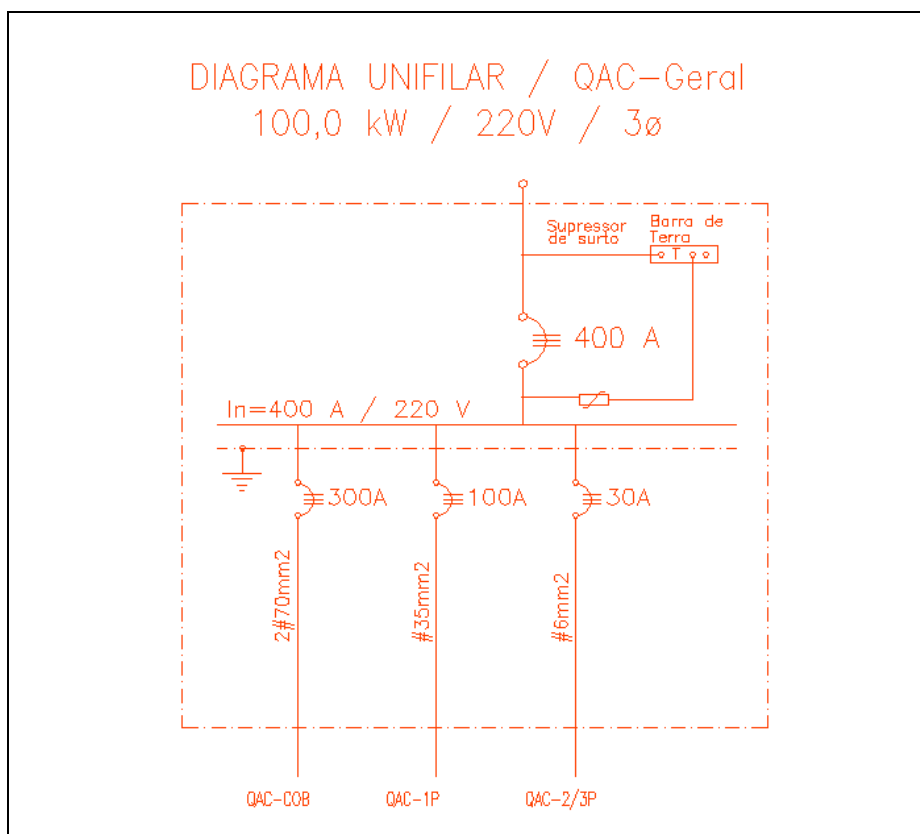 DIAGRAMA UNIFILAR / QAC-Geral
100,0 kW / 220V / 3ø
Supressor
de surto
Barra de
Terra
T
400 A
In=400 A / 220 V
300A
100A
30A
2#70mm2
#35mm2
#6mm2
QAC-COB
QAC-1P
QAC-2/3P